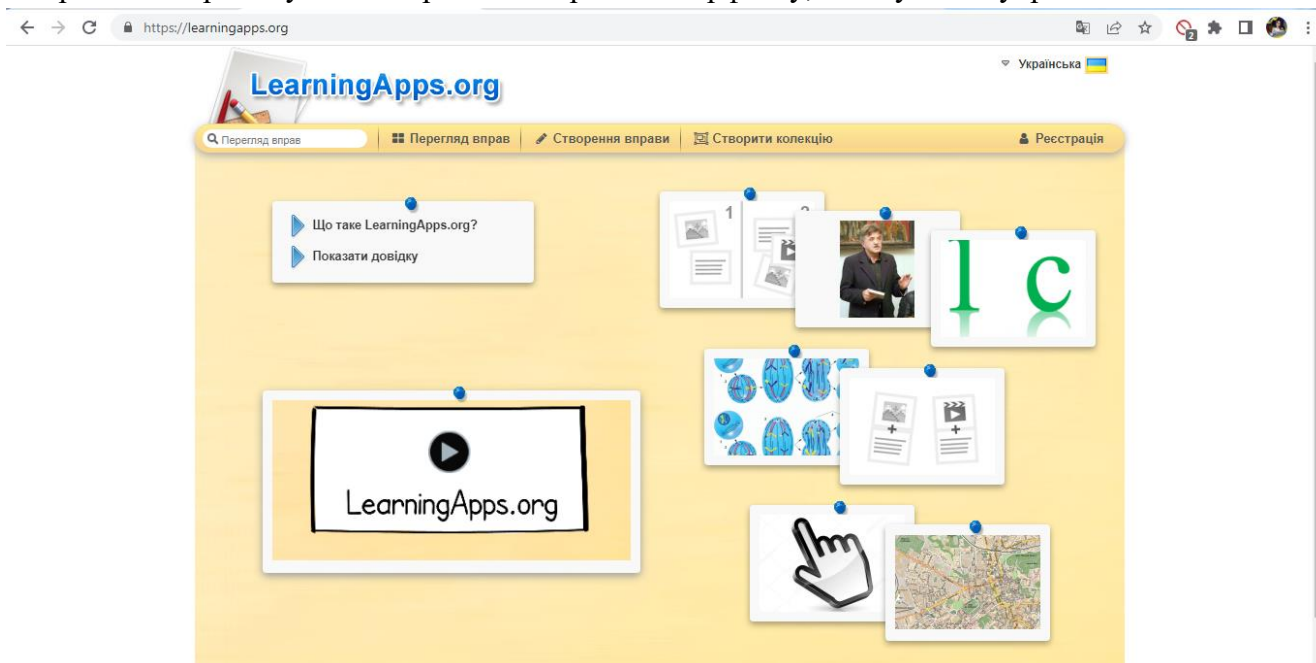 https://learningapps.org
2
LearningApps.org
Українська
Перегляд вправ
Перегляд вправ
Створення вправи
Створити колекцію
Реєстрація
Що таке LearningApps.org?
Показати довідку
1
l c
LearningApps.org